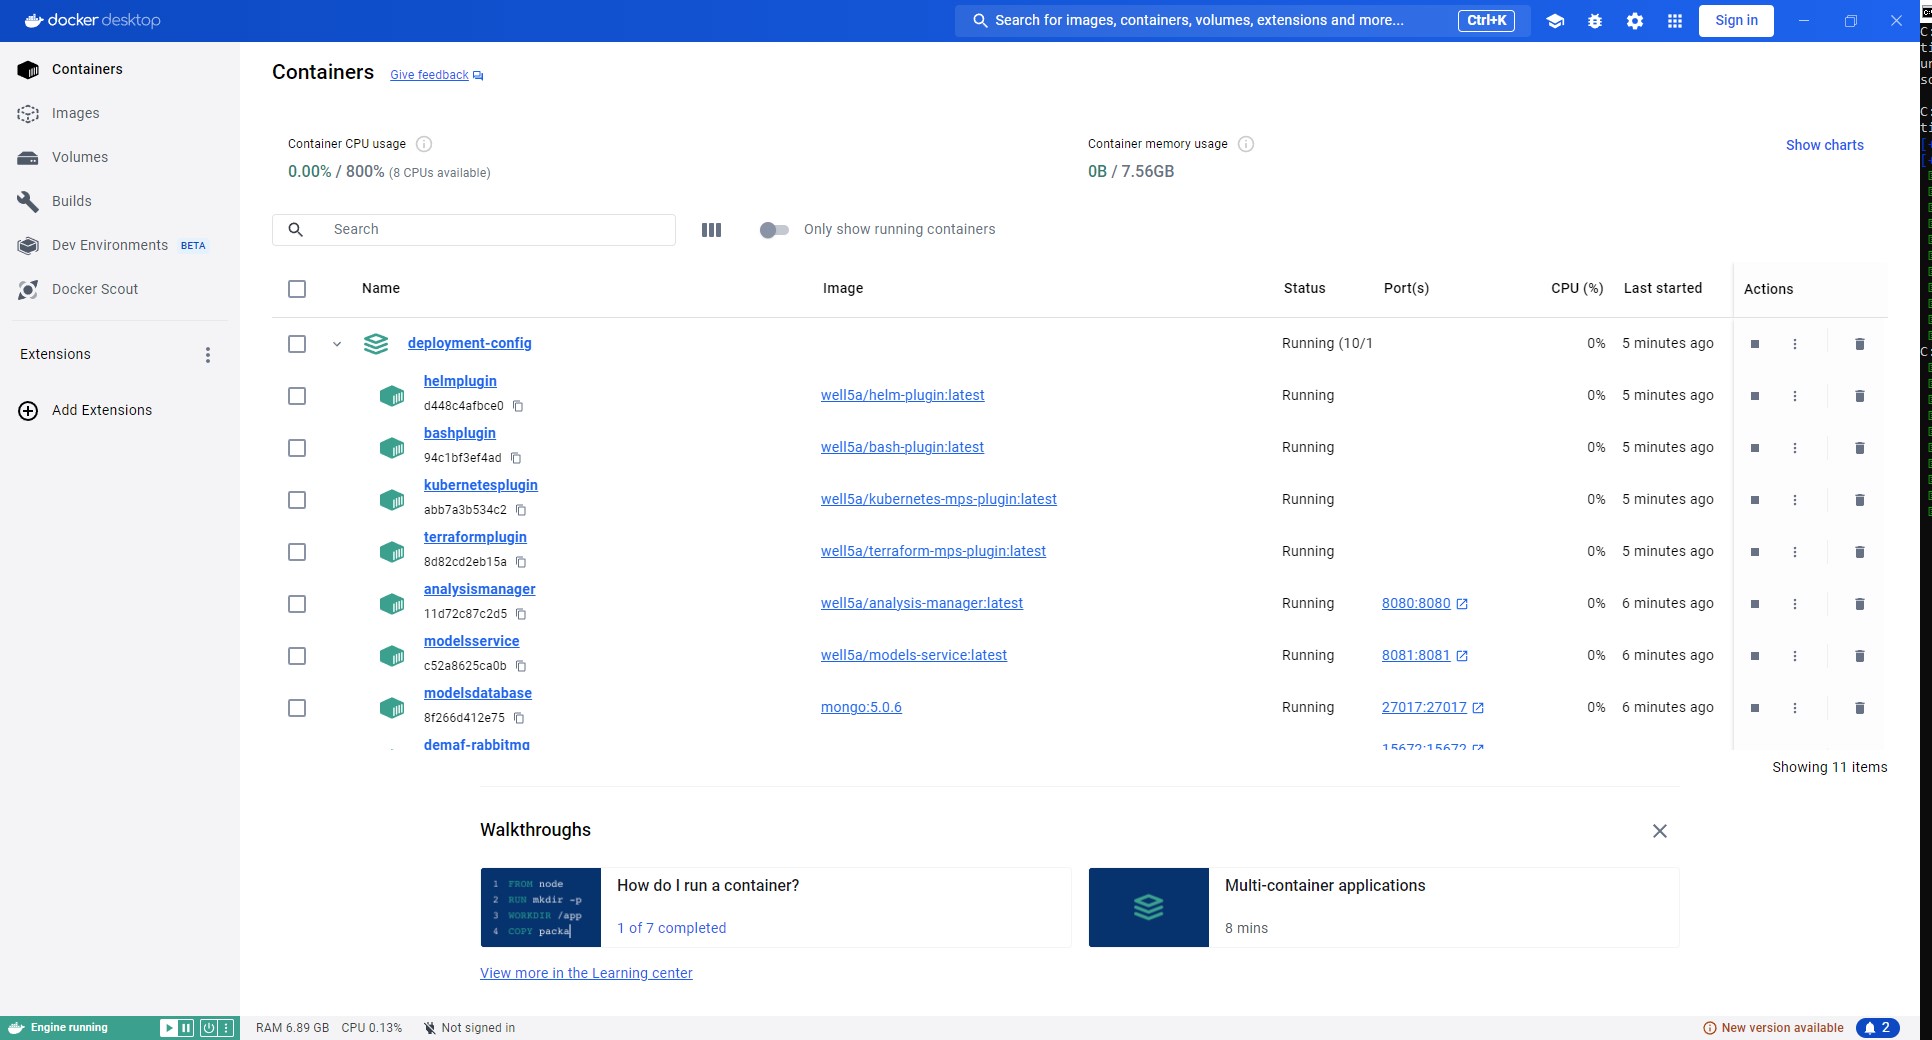 docker desktop
Search for images, containers, volumes, extensions and more... Ctrl+K
Sign in
Containers
Images
Volumes
Builds
Dev Environments BETA
Docker Scout
Extensions
Add Extensions
Containers Give feedback
Container CPU usage
0.00% / 800% (8 CPUs available)
Container memory usage
0B / 7.56GB
Show charts
Search
Only show running containers
Name Image Status Port(s) CPU (%) Last started Actions
deployment-config Running (10/1 0% 5 minutes ago
helmplugin
d448c4afbce0
well5a/helm-plugin:latest Running 0% 5 minutes ago
bashplugin
94c1bf3ef4ad
well5a/bash-plugin:latest Running 0% 5 minutes ago
kubernetesplugin
abb7a3b534c2
well5a/kubernetes-mps-plugin:latest Running 0% 5 minutes ago
terraformplugin
8d82cd2eb15a
well5a/terraform-mps-plugin:latest Running 0% 5 minutes ago
analysismanager
11d72c87c2d5
well5a/analysis-manager:latest Running 8080:8080 0% 6 minutes ago
modelsservice
c52a8625ca0b
well5a/models-service:latest Running 8081:8081 0% 6 minutes ago
modelsdatabase
8f266d412e75
mongo:5.0.6 Running 27017:27017 0% 6 minutes ago
demaf-rabbitmq 15672:15672
Showing 11 items
Walkthroughs
1 FROM node
2 RUN mkdir -p
3 WORKDIR /app
4 COPY packa
How do I run a container?
1 of 7 completed
Multi-container applications
8 mins
View more in the Learning center
Engine running
RAM 6.89 GB CPU 0.13% Not signed in
New version available 2